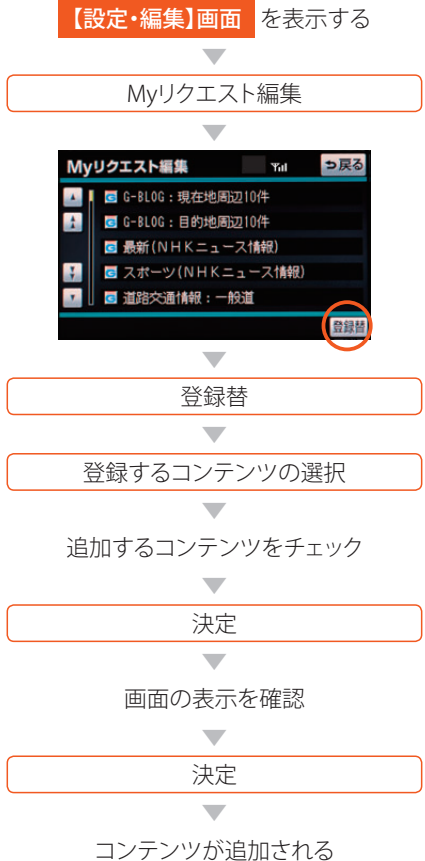 【設定・編集】画面 を表示する
Myリクエスト編集
Myリクエスト編集 戻る
G-BLOG：現在地周辺10件
G-BLOG：目的地周辺10件
最新(NHKニュース情報)
スポーツ(NHKニュース情報)
道路交通情報：一般道
登録替
登録替
登録するコンテンツの選択
追加するコンテンツをチェック
決定
画面の表示を確認
決定
コンテンツが追加される